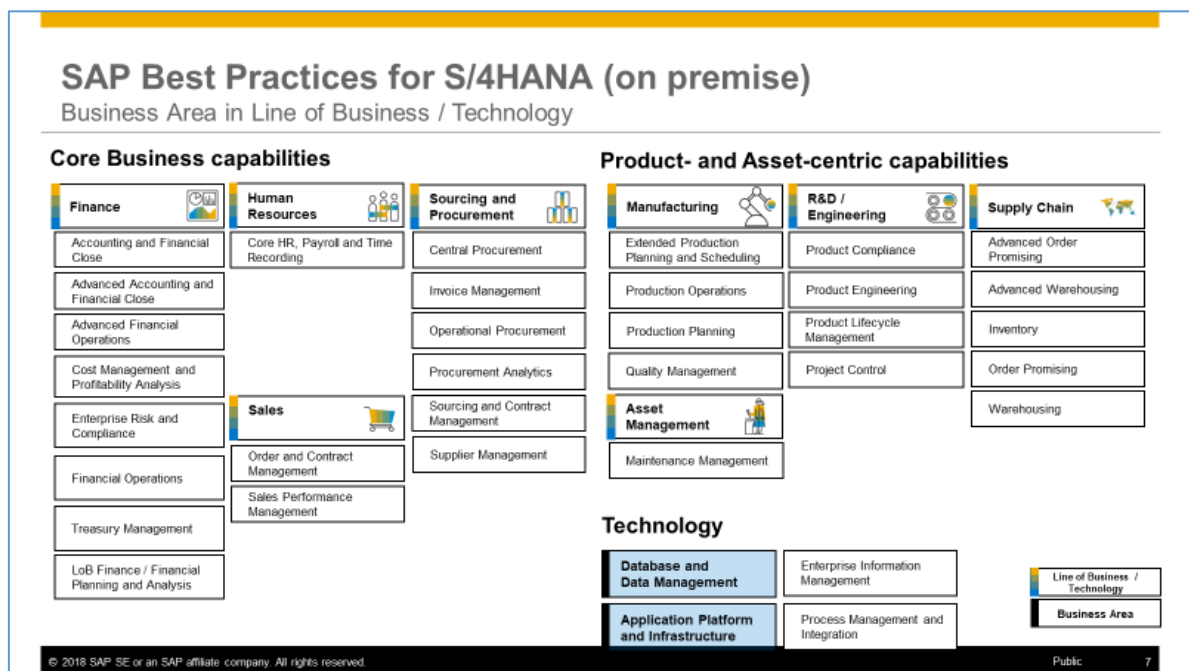 SAP Best Practices for S/4HANA (on premise)
Business Area in Line of Business / Technology
Core Business capabilities
Finance
Accounting and Financial
Close
Advanced Accounting and
Financial Close
Advanced Financial
Operations
Cost Management and
Profitability Analysis
Enterprise Risk and
Compliance
Financial Operations
Treasury Management
LoB Finance / Financial
Planning and Analysis
Human
Resources
Core HR, Payroll and Time
Recording
Sales
Order and Contract
Management
Sales Performance
Management
Sourcing and
Procurement
Central Procurement
Invoice Management
Operational Procurement
Procurement Analytics
Sourcing and Contract
Management
Supplier Management
Product- and Asset-centric capabilities
Manufacturing
Extended Production
Planning and Scheduling
Production Operations
Production Planning
Quality Management
Asset
Management
Maintenance Management
R&D /
Engineering
Product Compliance
Product Engineering
Product Lifecycle
Management
Project Control
Supply Chain
Advanced Order
Promising
Advanced Warehousing
Inventory
Order Promising
Warehousing
Technology
Database and
Data Management
Enterprise Information
Management
Application Platform
and Infrastructure
Process Management and
Integration
Line of Business /
Technology
Business Area
© 2018 SAP SE or an SAP affiliate company. All rights reserved.
Public
7